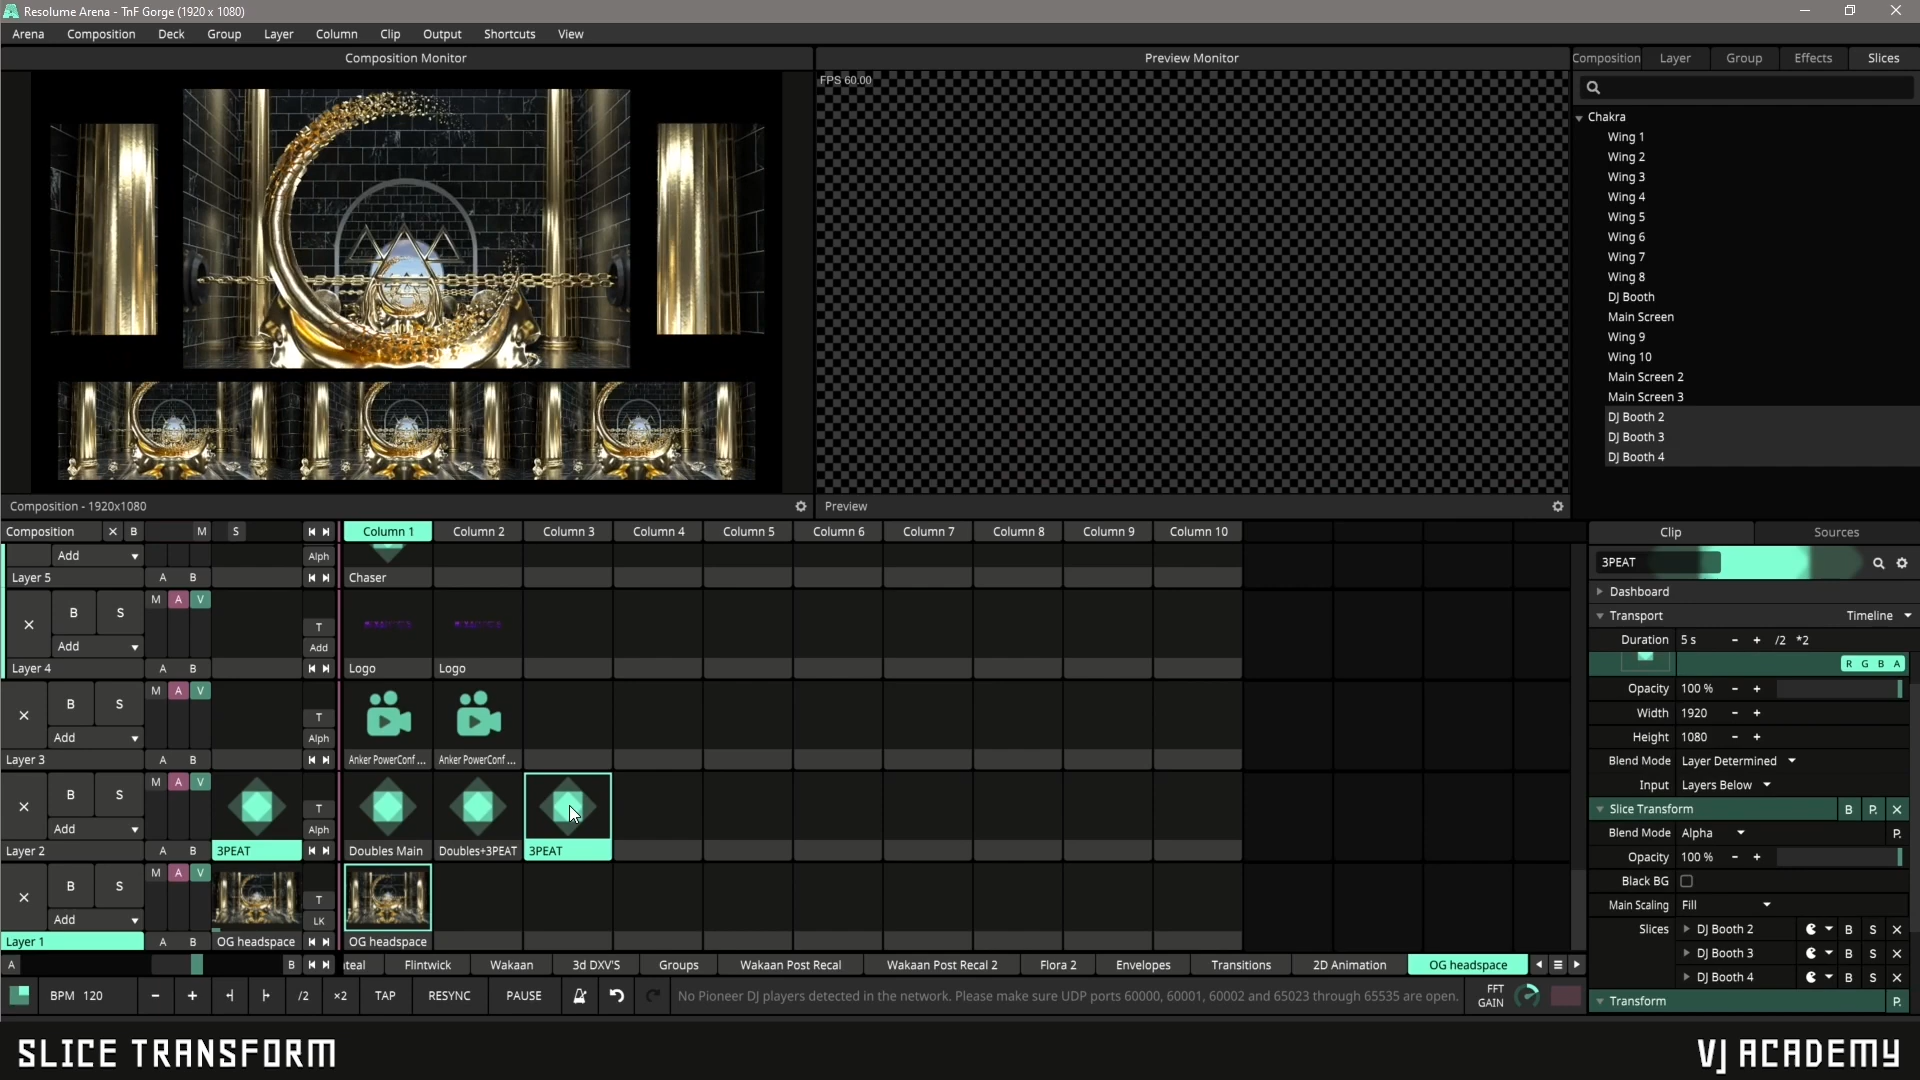 Resolume Arena - TnF Gorge (1920 x 1080)
Arena Composition Deck Group Layer Column Clip Output Shortcuts View
Composition Monitor
Preview Monitor
Composition Layer Group Effects Slices
FPS 60.00
Chakra
Wing 1
Wing 2
Wing 3
Wing 4
Wing 5
Wing 6
Wing 7
Wing 8
DJ Booth
Main Screen
Wing 9
Wing 10
Main Screen 2
Main Screen 3
DJ Booth 2
DJ Booth 3
DJ Booth 4
Composition - 1920x1080
Preview
Composition X B M S
Column 1 Column 2 Column 3 Column 4 Column 5 Column 6 Column 7 Column 8 Column 9 Column 10
Add Alph
Layer 5 A B Chaser
M A V
B S T
Add Add
Layer 4 A B Logo Logo
M A V
B S T
Add Alph
Layer 3 A B Anker PowerConf ... Anker PowerConf ...
M A V
B S T
Add Alph
Layer 2 A B 3PEAT Doubles Main Doubles+3PEAT 3PEAT
M A V
B S T
Add LK
Layer 1 A B OG headspace OG headspace
A B teal Flintwick Wakaan 3d DXV'S Groups Wakaan Post Recal Wakaan Post Recal 2 Flora 2 Envelopes Transitions 2D Animation OG headspace
BPM 120 - + /2 ×2 TAP RESYNC PAUSE
No Pioneer DJ players detected in the network. Please make sure UDP ports 60000, 60001, 60002 and 65023 through 65535 are open.
FFT GAIN
Clip Sources
3PEAT
Dashboard
Transport Timeline
Duration 5 s - + /2 *2
R G B A
Opacity 100 % - +
Width 1920 - +
Height 1080 - +
Blend Mode Layer Determined
Input Layers Below
Slice Transform B P. X
Blend Mode Alpha P.
Opacity 100 % - +
Black BG
Main Scaling Fill
Slices DJ Booth 2 B S X
DJ Booth 3 B S X
DJ Booth 4 B S X
Transform P.
SLICE TRANSFORM
VJ ACADEMY